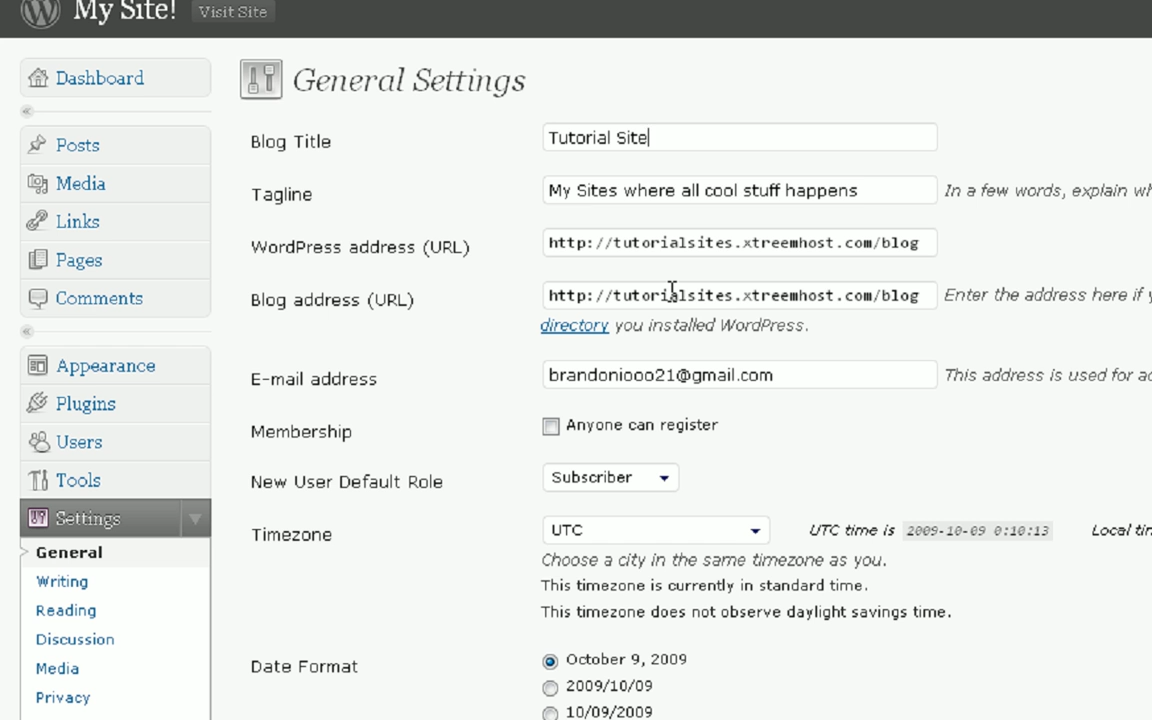 My Site! Visit Site
Dashboard
Posts
Media
Links
Pages
Comments
Appearance
Plugins
Users
Tools
Settings
General
Writing
Reading
Discussion
Media
Privacy
General Settings
Blog Title Tutorial Site
Tagline My Sites where all cool stuff happens In a few words, explain wh
WordPress address (URL) http://tutorialsites.xtreemhost.com/blog
Blog address (URL) http://tutorialsites.xtreemhost.com/blog Enter the address here if y
directory you installed WordPress.
E-mail address brandoniooo21@gmail.com This address is used for ad
Membership Anyone can register
New User Default Role Subscriber
Timezone UTC UTC time is 2009-10-09 0:10:13 Local tim
Choose a city in the same timezone as you.
This timezone is currently in standard time.
This timezone does not observe daylight savings time.
Date Format October 9, 2009
2009/10/09
10/09/2009